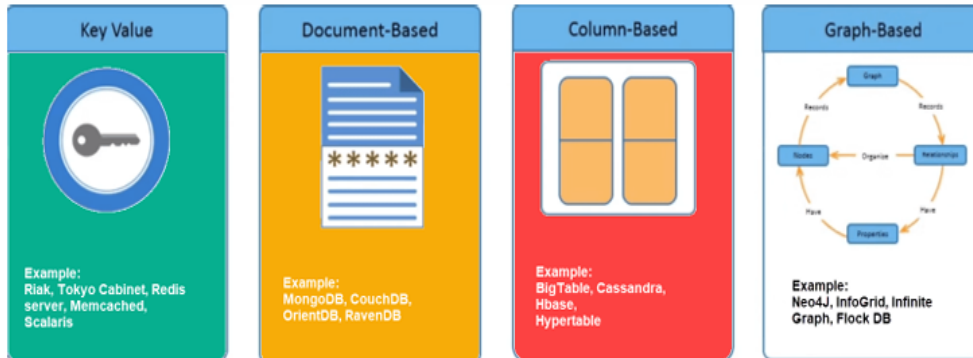 Key Value
Example:
Riak, Tokyo Cabinet, Redis
server, Memcached,
Scalaris
Document-Based
*****
Example:
MongoDB, CouchDB,
OrientDB, RavenDB
Column-Based
Example:
BigTable, Cassandra,
Hbase,
Hypertable
Graph-Based
Graph
Records
Records
Nodes
Organize
Relationships
Have
Have
Properties
Example:
Neo4J, InfoGrid, Infinite
Graph, Flock DB